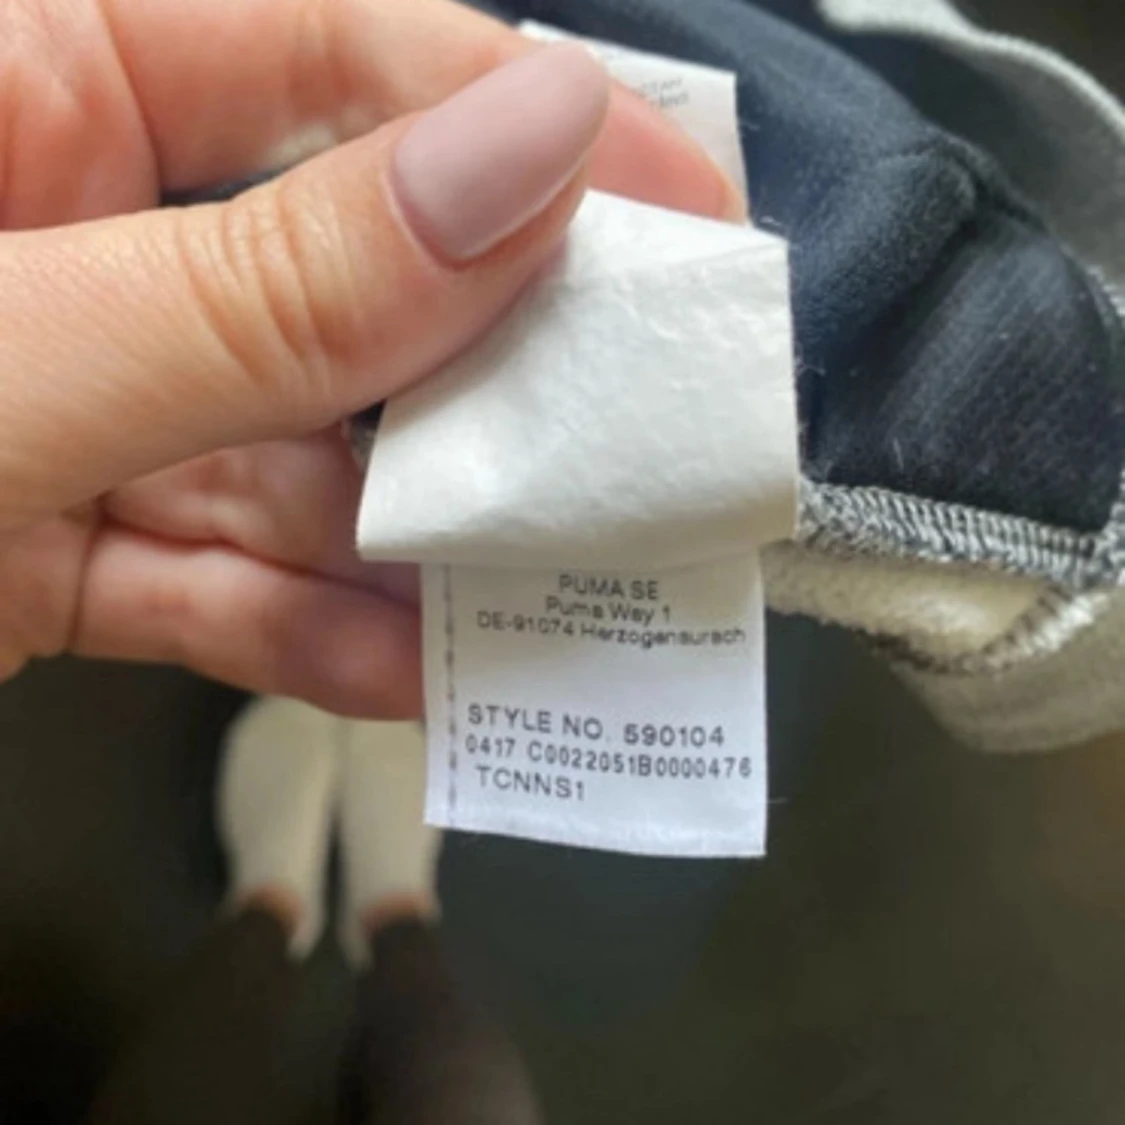 PUMA SE
Puma Way 1
DE-91074 Herzogenaurach
STYLE NO. 590104
0417 C0022051B0000476
TCNNS1